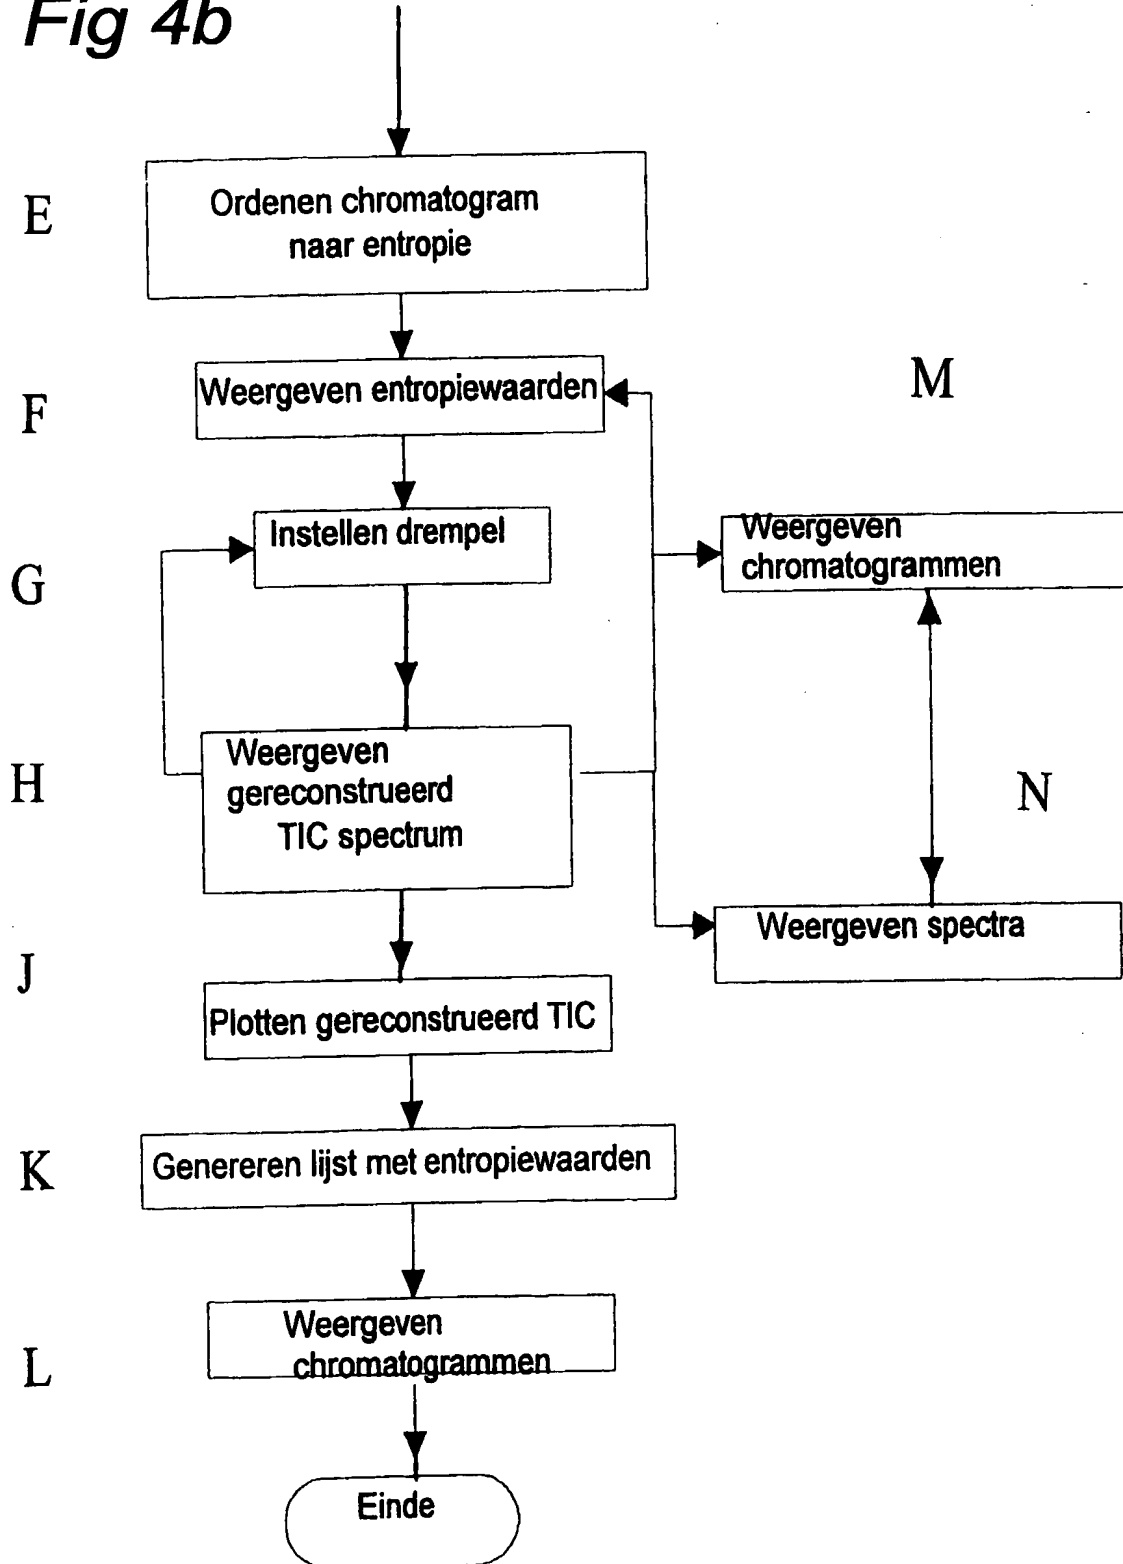 Fig 4b
E
Ordenen chromatogram
naar entropie
F
Weergeven entropiewaarden
M
G
Instellen drempel
Weergeven
chromatogrammen
H
Weergeven
gereconstrueerd
TIC spectrum
N
Weergeven spectra
J
Plotten gereconstrueerd TIC
K
Genereren lijst met entropiewaarden
L
Weergeven
chromatogrammen
Einde